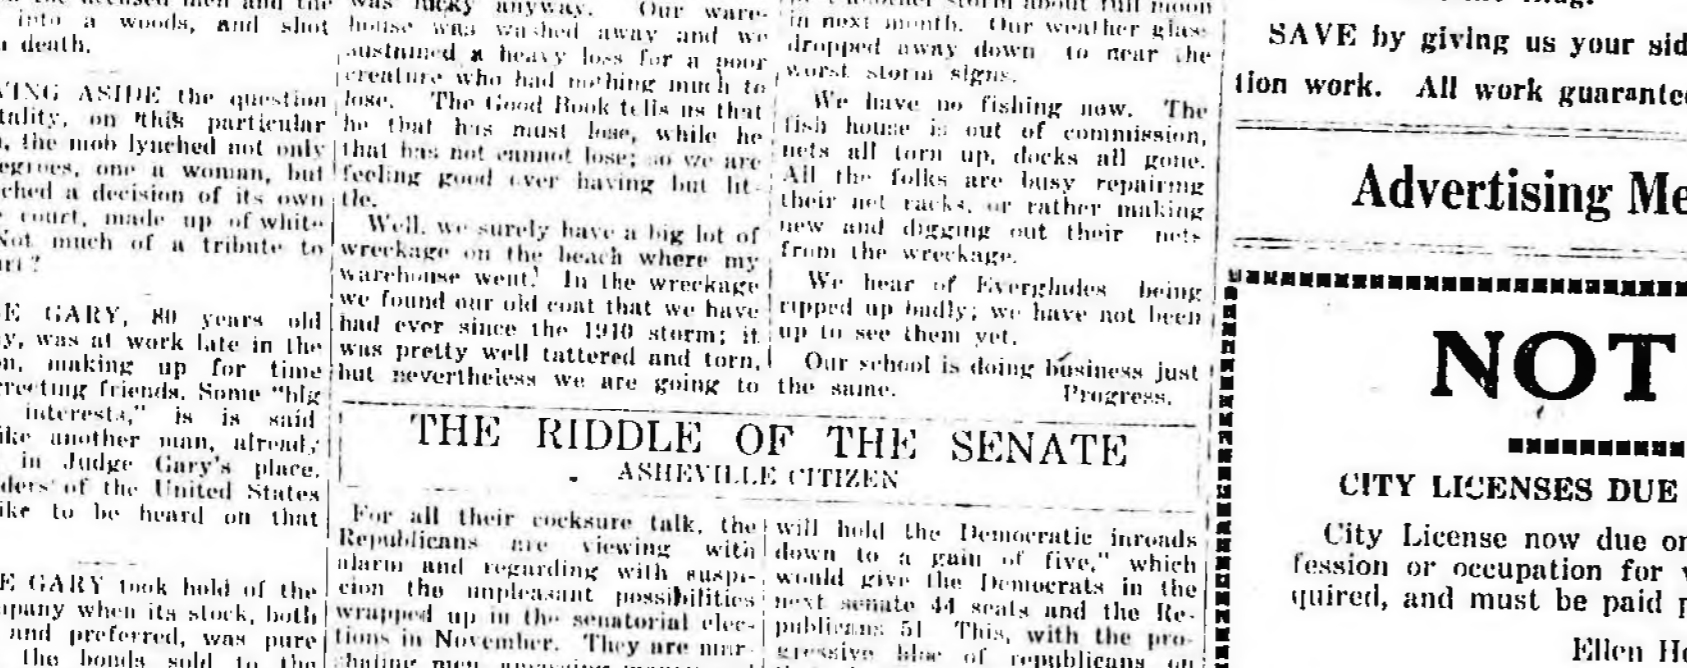 the accused men and the
into a woods, and shot
death.
ASIDE the question
on this particular
the mob lynched not only
one a woman, but
a decision of its own
court, made up of white
Not much of a tribute to
GARY, 80 years old
was at work late in the
making up for time
friends. Some "big
interests," is is said
another man, already
in Judge Gary's place.
of the United States
to be heard on that
GARY took hold of the
when its stock, both
and preferred, was pure
the bonds sold to the
was lucky anyway. Our ware-
house was washed away and we
sustained a heavy loss for a poor
creature who had nothing much to
lose. The Good Book tells us that
he that has must lose, while he
that has not cannot lose; so we are
feeling good over having but lit-
tle.
Well, we surely have a big lot of
wreckage on the beach where my
warehouse went! In the wreckage
we found our old coat that we have
had ever since the 1910 storm; it
was pretty well tattered and torn,
but nevertheless we are going to
another storm about full moon
in next month. Our weather glass
dropped away down to near the
worst storm signs.
We have no fishing now. The
fish house is out of commission,
nets all torn up, docks all gone.
All the folks are busy repairing
their net racks, or rather making
new and digging out their nets
from the wreckage.
We hear of Everglades being
ripped up badly; we have not been
up to see them yet.
Our school is doing business just
the same. Progress.
THE RIDDLE OF THE SENATE
ASHEVILLE CITIZEN
For all their cocksure talk, the
Republicans are viewing with
alarm and regarding with suspi-
cion the unpleasant possibilities
wrapped up in the senatorial elec-
tions in November. They are mar-
will hold the Democratic inroads
down to a gain of five," which
would give the Democrats in the
next senate 44 seats and the Re-
publicans 51 This, with the pro-
gressive bloc of republicans on
SAVE by giving us your sid
tion work. All work guarantee
Advertising Me
NOT
CITY LICENSES DUE
City License now due on
fession or occupation for
quired, and must be paid
Ellen